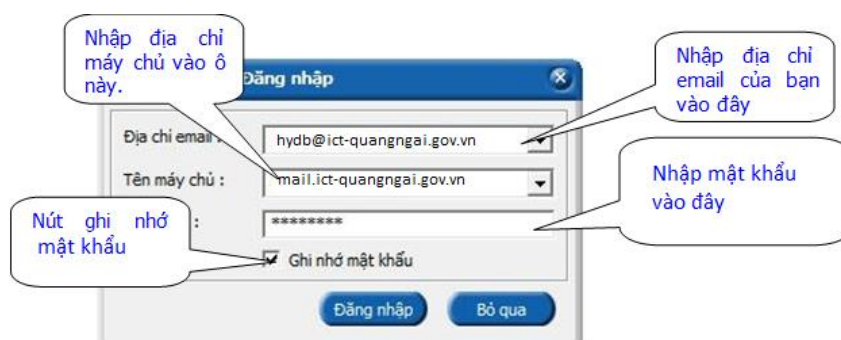 Nhập địa chỉ
máy chủ vào ô
này.
Nhập địa chỉ
email của bạn
vào đây
Đăng nhập
Địa chỉ email :
hydb@ict-quangngai.gov.vn
Tên máy chủ :
mail.ict-quangngai.gov.vn
Nhập mật khẩu
vào đây
Nút ghi nhớ
mật khẩu
:
********
Ghi nhớ mật khẩu
Đăng nhập
Bỏ qua